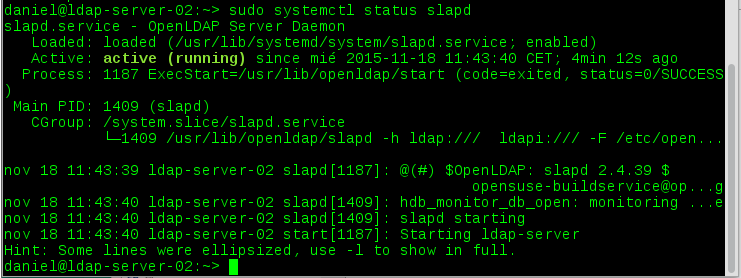 daniel@ldap-server-02:~> sudo systemctl status slapd
slapd.service - OpenLDAP Server Daemon
   Loaded: loaded (/usr/lib/systemd/system/slapd.service; enabled)
   Active: active (running) since mié 2015-11-18 11:43:40 CET; 4min 12s ago
  Process: 1187 ExecStart=/usr/lib/openldap/start (code=exited, status=0/SUCCESS
)
 Main PID: 1409 (slapd)
   CGroup: /system.slice/slapd.service
           └─1409 /usr/lib/openldap/slapd -h ldap:///  ldapi:/// -F /etc/open...

nov 18 11:43:39 ldap-server-02 slapd[1187]: @(#) $OpenLDAP: slapd 2.4.39 $
                                                    opensuse-buildservice@op...g
nov 18 11:43:40 ldap-server-02 slapd[1409]: hdb_monitor_db_open: monitoring ...e
nov 18 11:43:40 ldap-server-02 slapd[1409]: slapd starting
nov 18 11:43:40 ldap-server-02 start[1187]: Starting ldap-server
Hint: Some lines were ellipsized, use -l to show in full.
daniel@ldap-server-02:~>